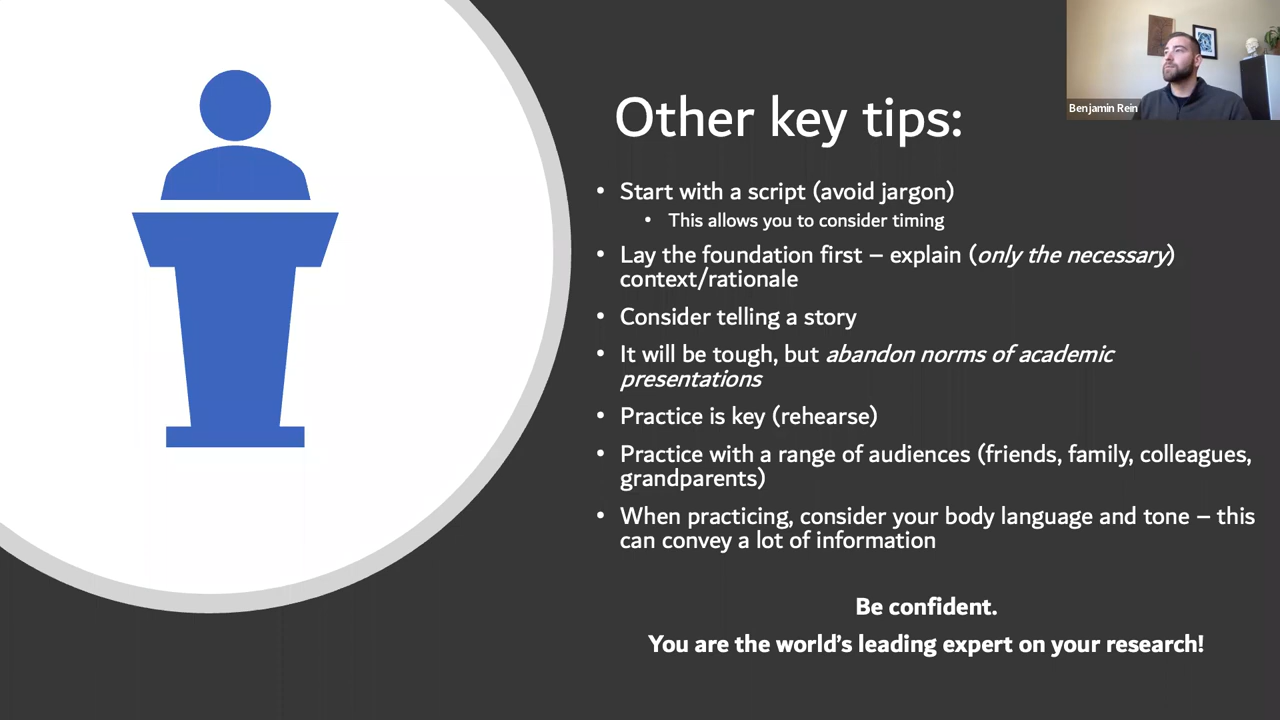 Other key tips:
Benjamin Rein
• Start with a script (avoid jargon)
• This allows you to consider timing
• Lay the foundation first – explain (only the necessary)
context/rationale
• Consider telling a story
• It will be tough, but abandon norms of academic
presentations
• Practice is key (rehearse)
• Practice with a range of audiences (friends, family, colleagues,
grandparents)
• When practicing, consider your body language and tone – this
can convey a lot of information
Be confident.
You are the world’s leading expert on your research!